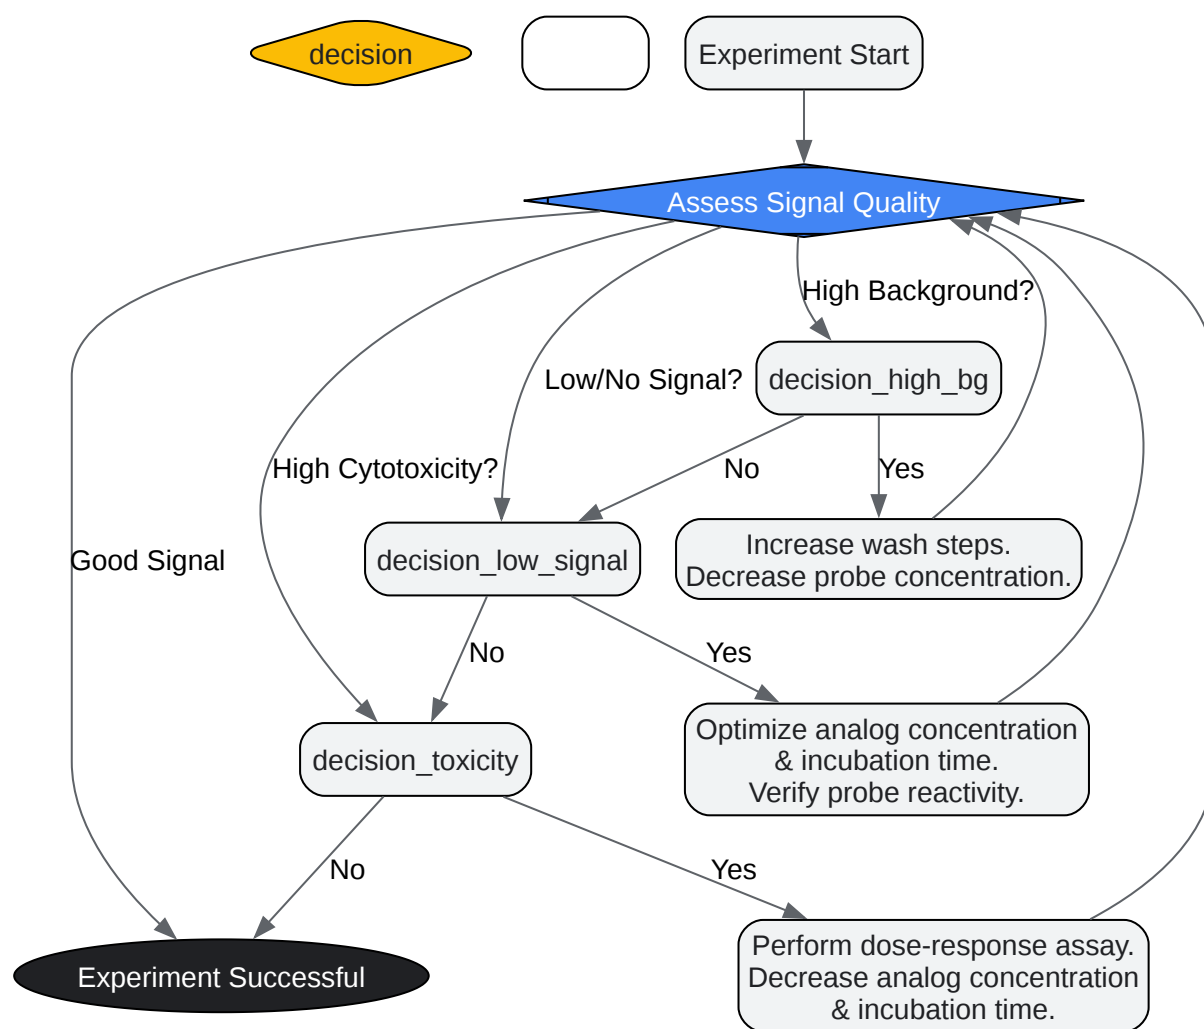 decision
Experiment Start
Assess Signal Quality
High Background?
Low/No Signal?
decision_high_bg
High Cytotoxicity?
No
Yes
Good Signal
decision_low_signal
Increase wash steps.
Decrease probe concentration.
No
Yes
decision_toxicity
Optimize analog concentration
& incubation time.
Verify probe reactivity.
No
Yes
Experiment Successful
Perform dose-response assay.
Decrease analog concentration
& incubation time.